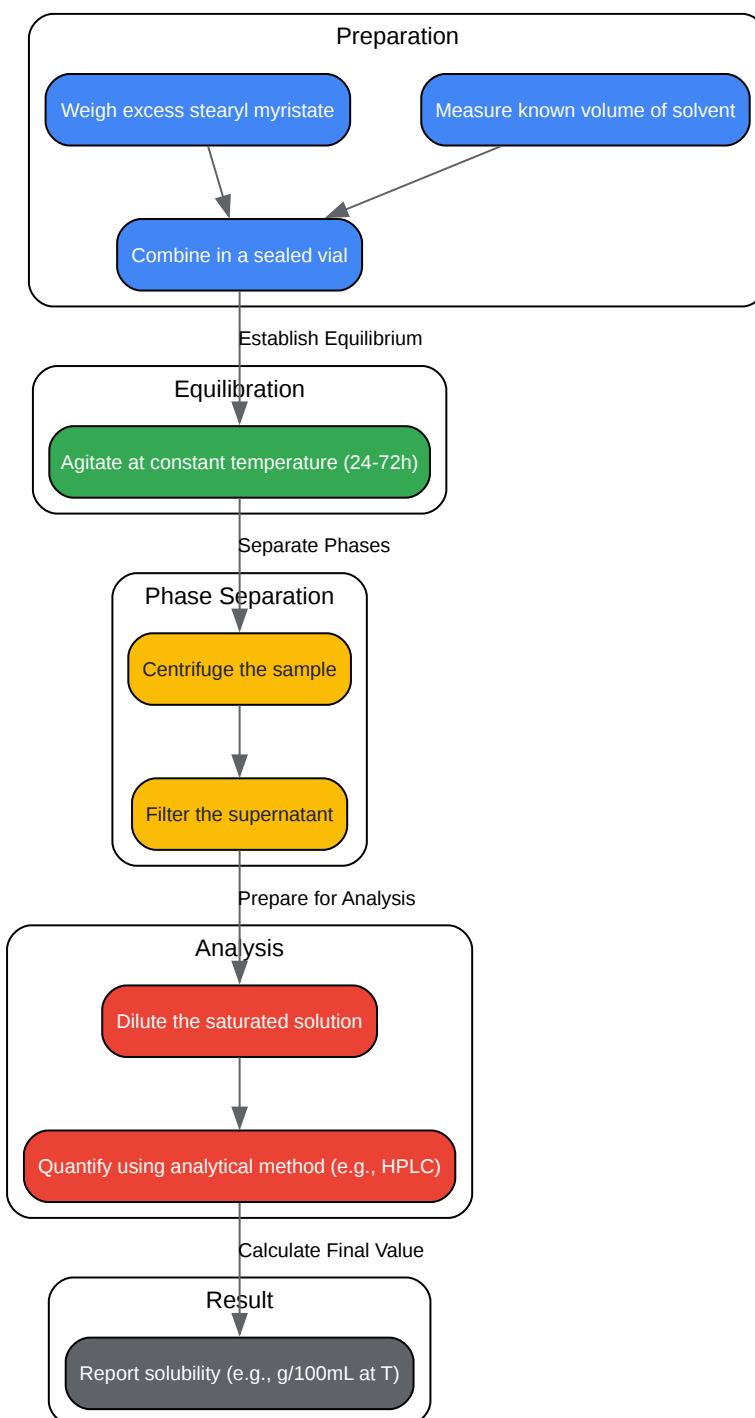 Preparation
Weigh excess stearyl myristate
Measure known volume of solvent
Combine in a sealed vial
Establish Equilibrium
Equilibration
Agitate at constant temperature (24-72h)
Separate Phases
Phase Separation
Centrifuge the sample
Filter the supernatant
Prepare for Analysis
Analysis
Dilute the saturated solution
Quantify using analytical method (e.g., HPLC)
Calculate Final Value
Result
Report solubility (e.g., g/100mL at T)